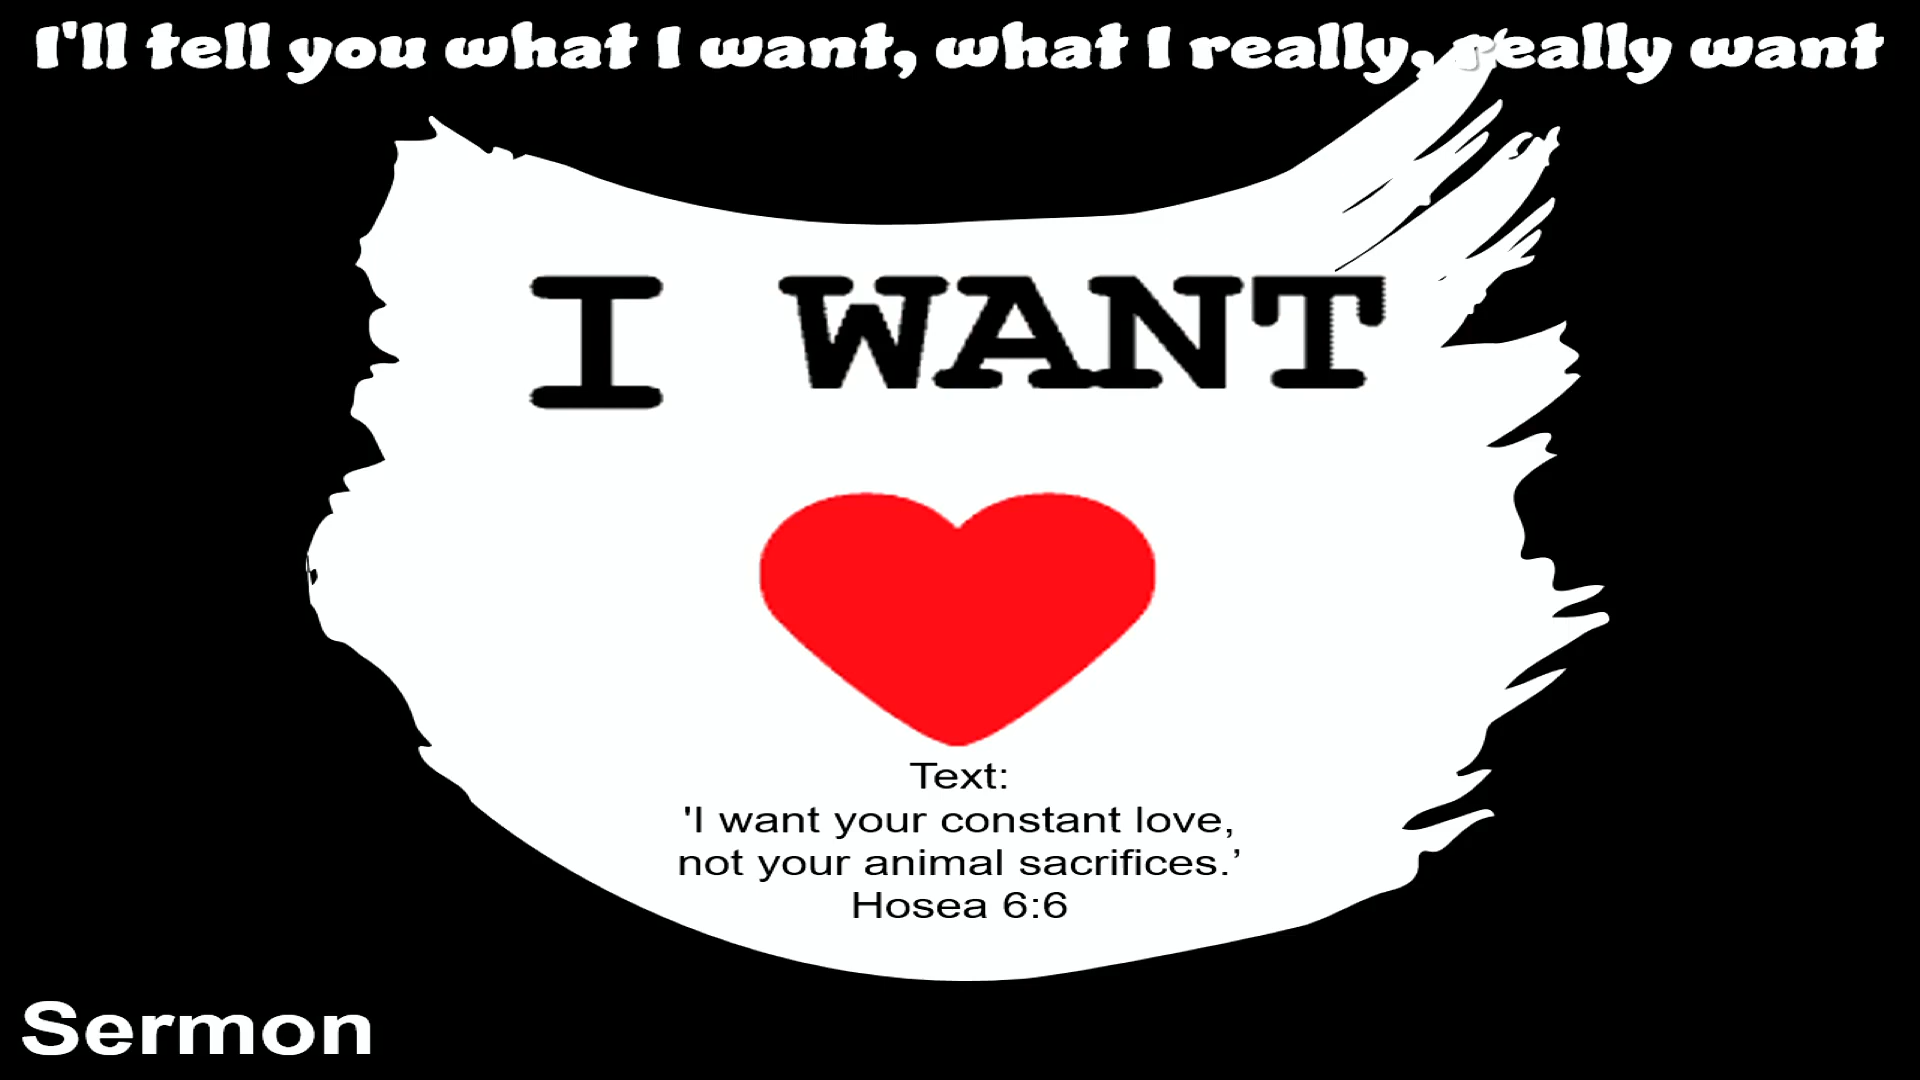 I'll tell you what I want, what I really, really want
I WANT
Text:
'I want your constant love,
not your animal sacrifices.’
Hosea 6:6
Sermon